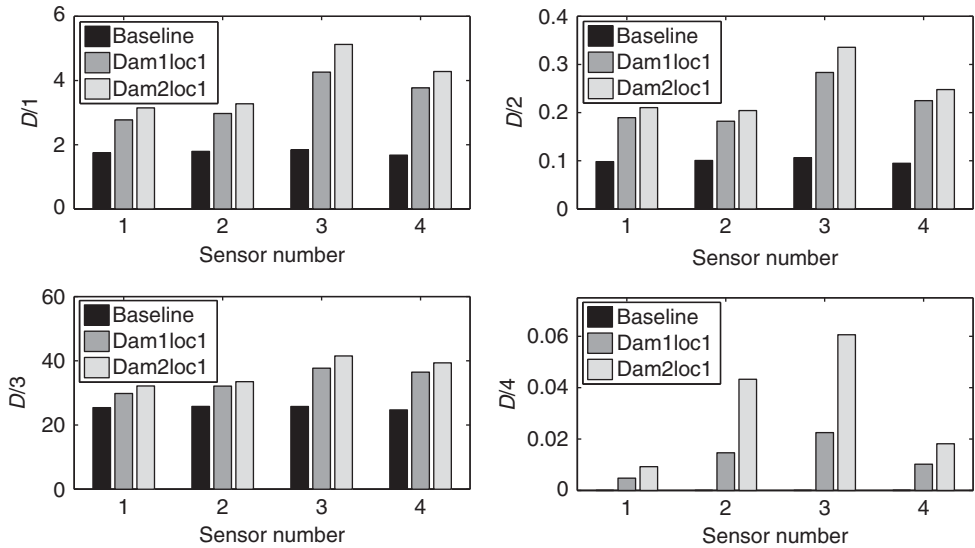 6
4
2
0
D/1
Baseline
Dam1loc1
Dam2loc1
1 2 3 4
Sensor number
0.4
0.3
0.2
0.1
0
D/2
Baseline
Dam1loc1
Dam2loc1
1 2 3 4
Sensor number
60
40
20
0
D/3
Baseline
Dam1loc1
Dam2loc1
1 2 3 4
Sensor number
0.06
0.04
0.02
0
D/4
Baseline
Dam1loc1
Dam2loc1
1 2 3 4
Sensor number